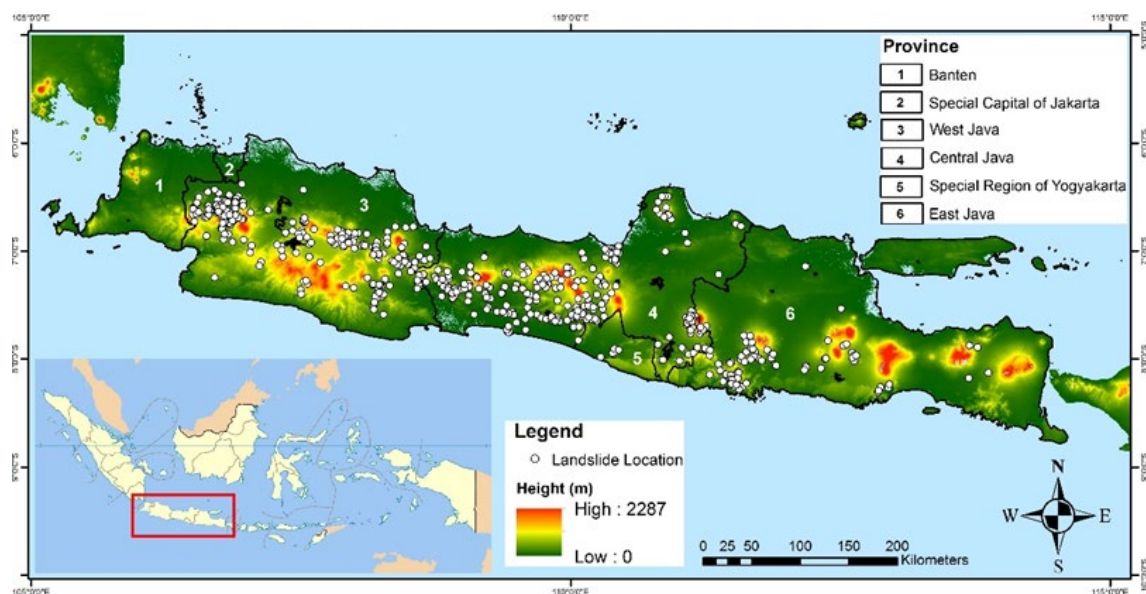 105°0'0"E 110°0'0"E 115°0'0"E
Province
1 Banten
2 Special Capital of Jakarta
3 West Java
4 Central Java
5 Special Region of Yogyakarta
6 East Java
1
2
3
4
5
6
Legend
Landslide Location
Height (m)
High : 2287
Low : 0
N
W E
S
0 25 50 100 150 200
Kilometers
105°0'0"E 110°0'0"E 115°0'0"E